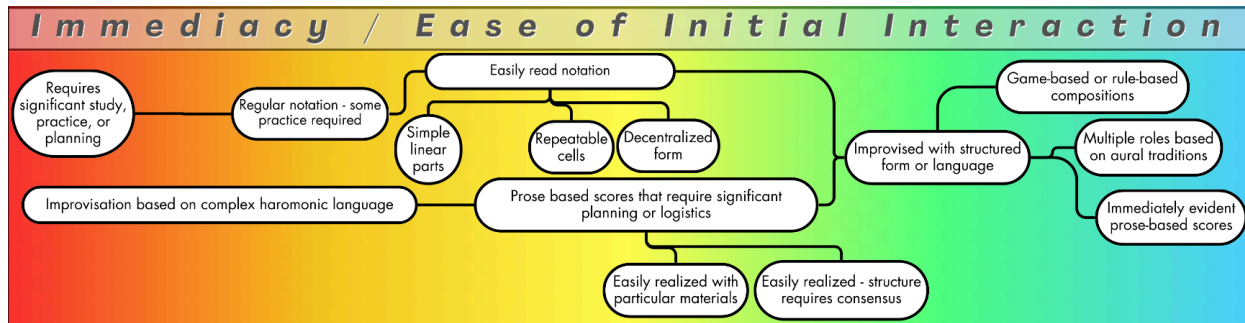 Immediacy / Ease of Initial Interaction
Requires
significant study,
practice, or
planning
Regular notation - some
practice required
Easily read notation
Simple
linear
parts
Repeatable
cells
Decentralized
form
Improvised with structured
form or language
Game-based or rule-based
compositions
Multiple roles based
on aural traditions
Immediately evident
prose-based scores
Improvisation based on complex haromonic language
Prose based scores that require significant
planning or logistics
Easily realized with
particular materials
Easily realized - structure
requires consensus